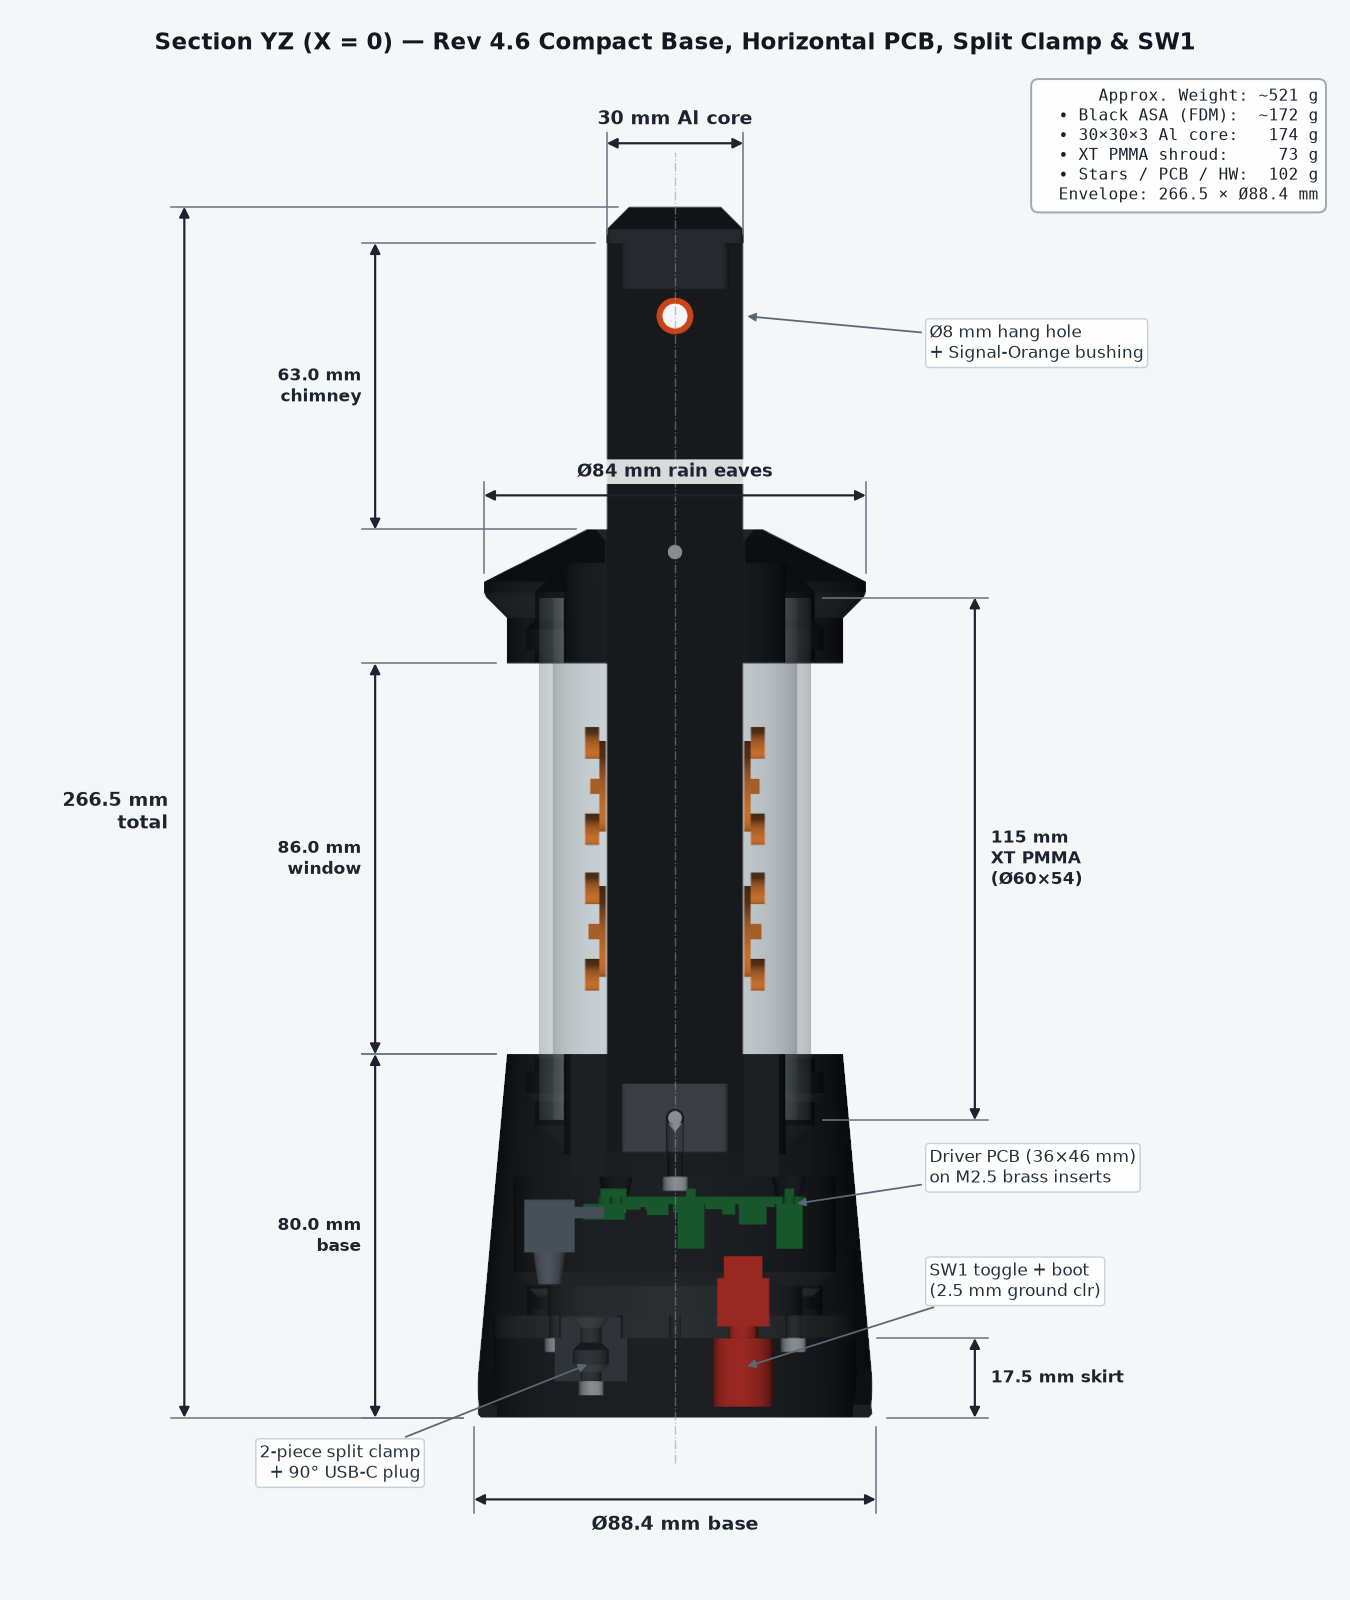 Section YZ (X = 0) — Rev 4.6 Compact Base, Horizontal PCB, Split Clamp & SW1
Approx. Weight: ~521 g
• Black ASA (FDM): ~172 g
• 30×30×3 Al core: 174 g
• XT PMMA shroud: 73 g
• Stars / PCB / HW: 102 g
Envelope: 266.5 × Ø88.4 mm
30 mm Al core
Ø8 mm hang hole
+ Signal-Orange bushing
63.0 mm
chimney
Ø84 mm rain eaves
266.5 mm
total
86.0 mm
window
115 mm
XT PMMA
(Ø60×54)
Driver PCB (36×46 mm)
on M2.5 brass inserts
80.0 mm
base
SW1 toggle + boot
(2.5 mm ground clr)
17.5 mm skirt
2-piece split clamp
+ 90° USB-C plug
Ø88.4 mm base